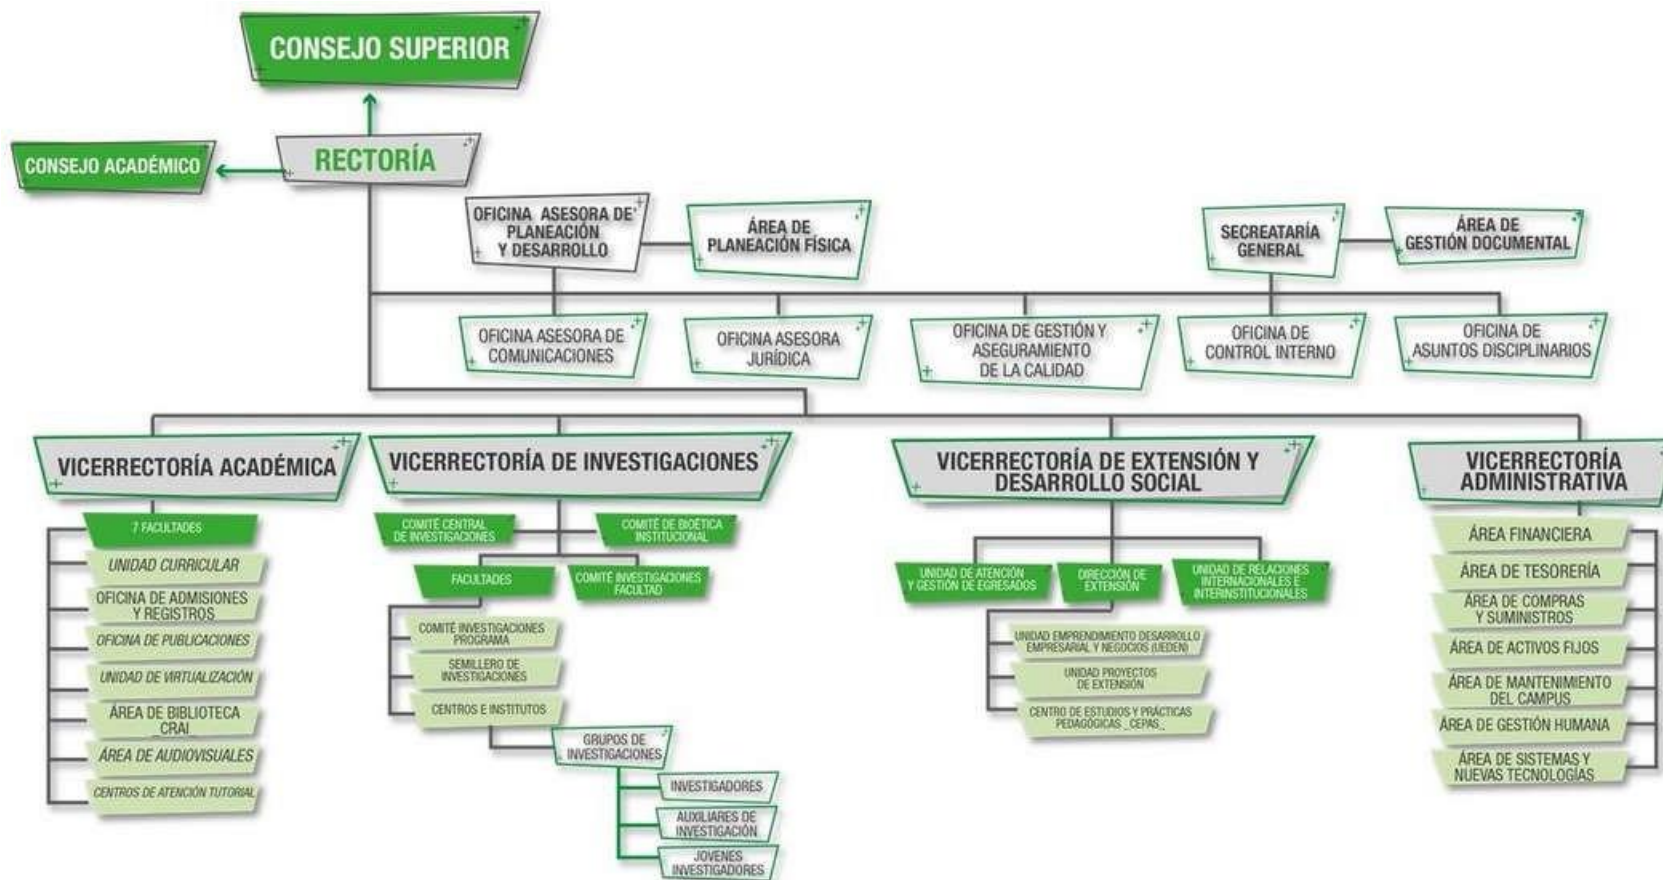 CONSEJO SUPERIOR
CONSEJO ACADÉMICO
RECTORÍA
OFICINA ASESORA DE
PLANEACIÓN
Y DESARROLLO
ÁREA DE
PLANEACIÓN FÍSICA
SECREATARÍA
GENERAL
ÁREA DE
GESTIÓN DOCUMENTAL
OFICINA ASESORA DE
COMUNICACIONES
OFICINA ASESORA
JURÍDICA
OFICINA DE GESTIÓN Y
ASEGURAMIENTO
DE LA CALIDAD
OFICINA DE
CONTROL INTERNO
OFICINA DE
ASUNTOS DISCIPLINARIOS
VICERRECTORÍA ACADÉMICA
7 FACULTADES
UNIDAD CURRICULAR
OFICINA DE ADMISIONES
Y REGISTROS
OFICINA DE PUBLICACIONES
UNIDAD DE VIRTUALIZACIÓN
ÁREA DE BIBLIOTECA
_CRAI_
ÁREA DE AUDIOVISUALES
CENTROS DE ATENCIÓN TUTORIAL
VICERRECTORÍA DE INVESTIGACIONES
COMITÉ CENTRAL
DE INVESTIGACIONES
COMITÉ DE BIOÉTICA
INSTITUCIONAL
FACULTADES
COMITÉ INVESTIGACIONES
FACULTAD
COMITÉ INVESTIGACIONES
PROGRAMA
SEMILLERO DE
INVESTIGACIONES
CENTROS E INSTITUTOS
GRUPOS DE
INVESTIGACIONES
INVESTIGADORES
AUXILIARES DE
INVESTIGACIÓN
JOVENES
INVESTIGADORES
VICERRECTORÍA DE EXTENSIÓN Y
DESARROLLO SOCIAL
UNIDAD DE ATENCIÓN
Y GESTIÓN DE EGRESADOS
DIRECCIÓN DE
EXTENSIÓN
UNIDAD DE RELACIONES
INTERNACIONALES E
INTERINSTITUCIONALES
UNIDAD EMPRENDIMIENTO DESARROLLO
EMPRESARIAL Y NEGOCIOS (UEDEN)
UNIDAD PROYECTOS
DE EXTENSIÓN
CENTRO DE ESTUDIOS Y PRÁCTICAS
PEDAGÓGICAS _CEPAS_
VICERRECTORÍA
ADMINISTRATIVA
ÁREA FINANCIERA
ÁREA DE TESORERÍA
ÁREA DE COMPRAS
Y SUMINISTROS
ÁREA DE ACTIVOS FIJOS
ÁREA DE MANTENIMIENTO
DEL CAMPUS
ÁREA DE GESTIÓN HUMANA
ÁREA DE SISTEMAS Y
NUEVAS TECNOLOGÍAS